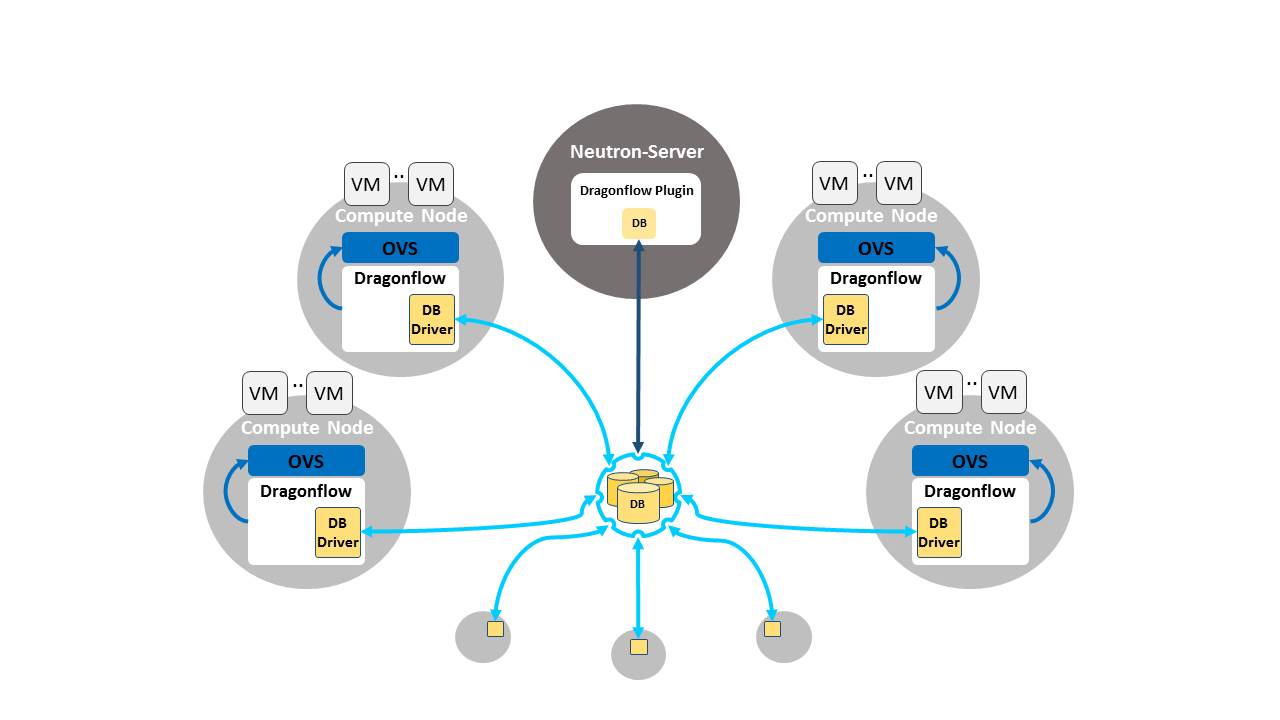 Neutron-Server
Dragonflow Plugin
DB
VM .. VM
Compute Node
OVS
Dragonflow
DB
Driver
VM .. VM
Compute Node
OVS
Dragonflow
DB
Driver
VM .. VM
Compute Node
OVS
Dragonflow
DB
Driver
VM .. VM
Compute Node
OVS
Dragonflow
DB
Driver
DB